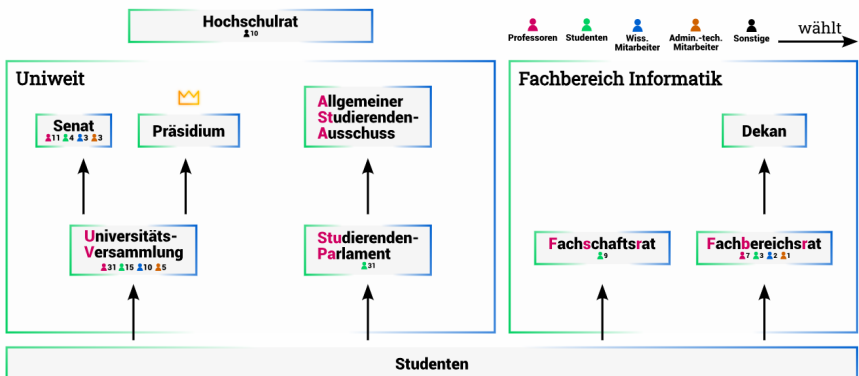 Hochschulrat
10
Professoren
Studenten
Wiss.
Mitarbeiter
Admin.-tech.
Mitarbeiter
Sonstige
wählt
Uniweit
Senat
11 4 3 3
Präsidium
Allgemeiner
Studierenden-
Ausschuss
Universitäts-
Versammlung
31 15 10 5
Studierenden-
Parlament
31
Fachbereich Informatik
Dekan
Fachschaftsrat
9
Fachbereichsrat
7 3 2 1
Studenten